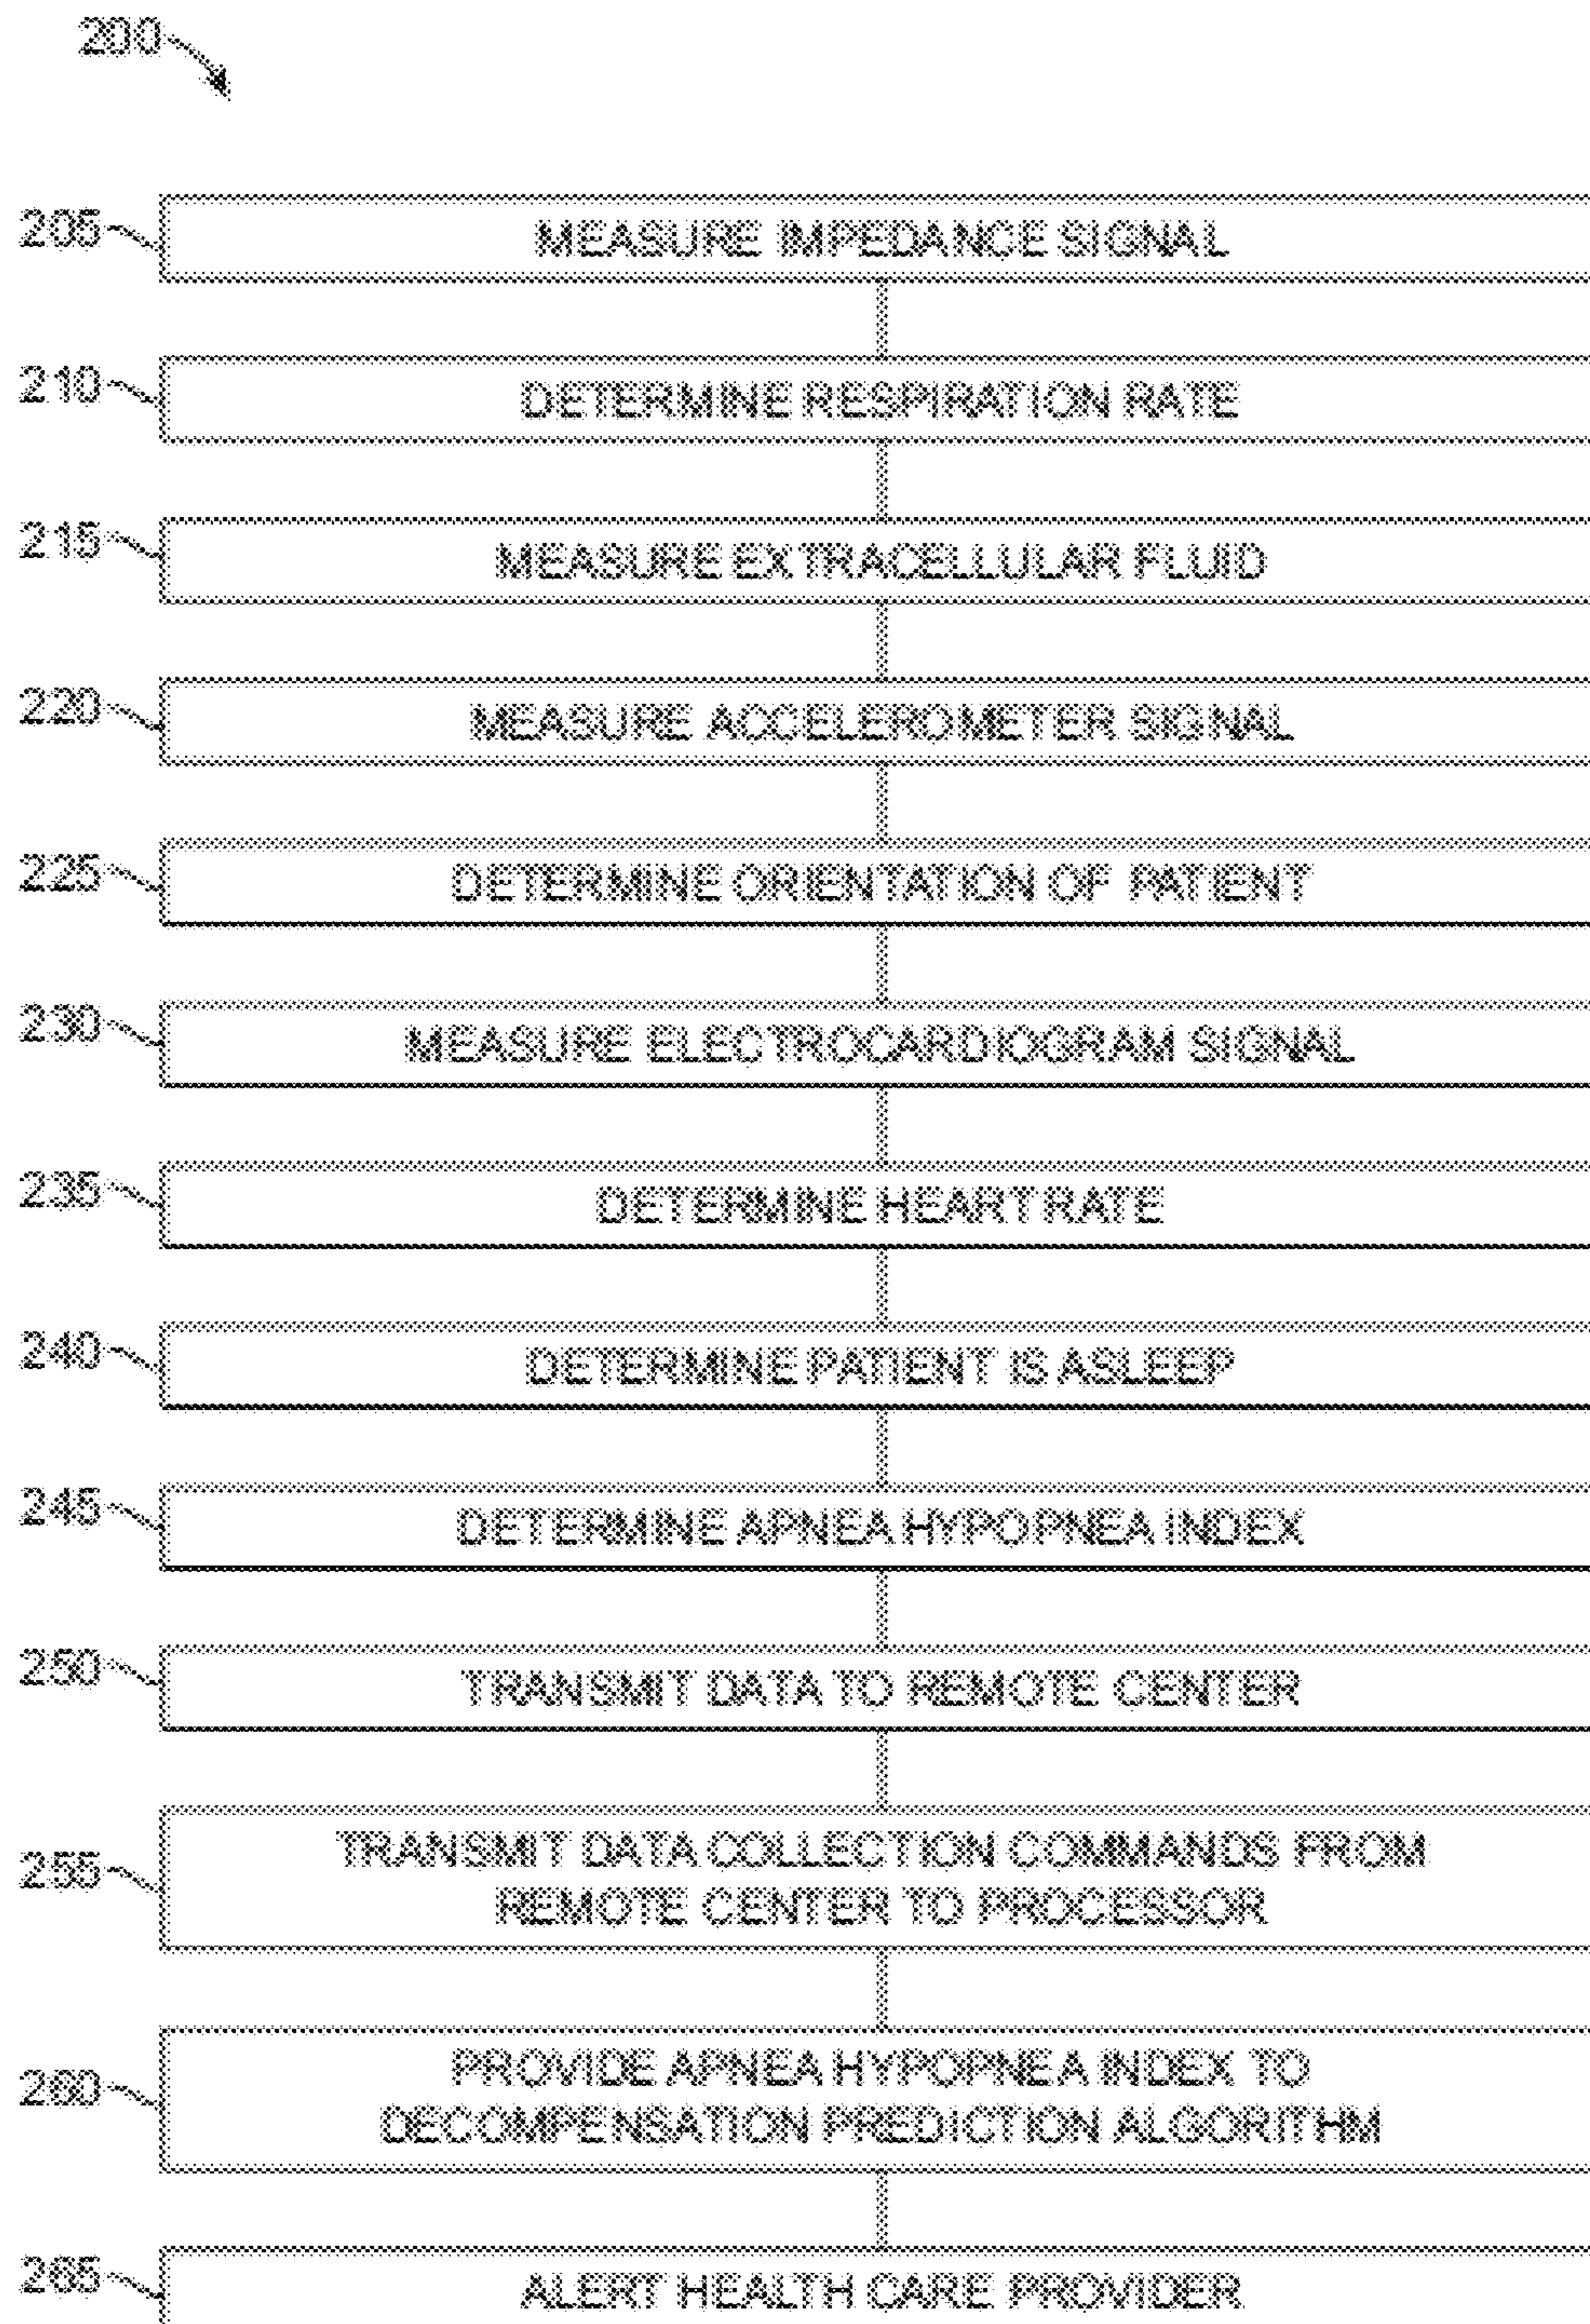 200
205 MEASURE IMPEDANCE SIGNAL
210 DETERMINE RESPIRATION RATE
215 MEASURE EXTRACELLULAR FLUID
220 MEASURE ACCELEROMETER SIGNAL
225 DETERMINE ORIENTATION OF PATIENT
230 MEASURE ELECTROCARDIOGRAM SIGNAL
235 DETERMINE HEART RATE
240 DETERMINE PATIENT IS ASLEEP
245 DETERMINE APNEA HYPOPNEA INDEX
250 TRANSMIT DATA TO REMOTE CENTER
255 TRANSMIT DATA COLLECTION COMMANDS FROM
REMOTE CENTER TO PROCESSOR
260 PROVIDE APNEA HYPOPNEA INDEX TO
DECOMPENSATION PREDICTION ALGORITHM
265 ALERT HEALTH CARE PROVIDER